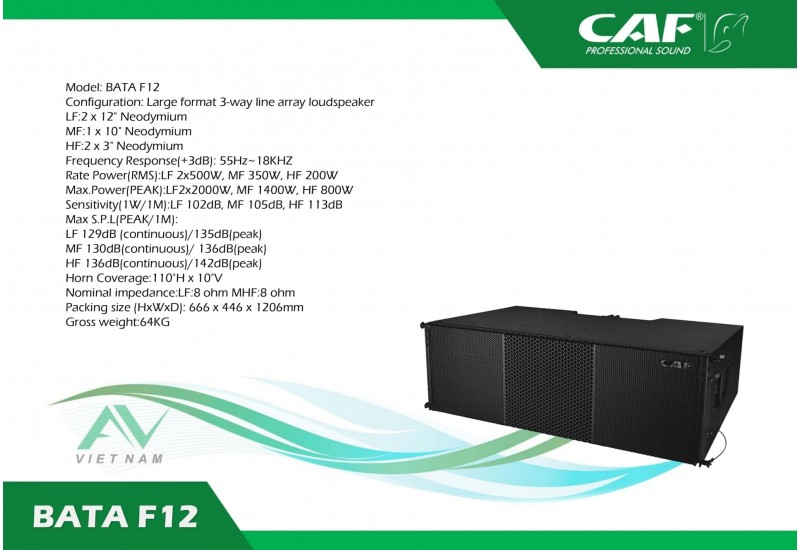 CAF®
PROFESSIONAL SOUND
Model: BATA F12
Configuration: Large format 3-way line array loudspeaker
LF:2 x 12" Neodymium
MF:1 x 10" Neodymium
HF:2 x 3" Neodymium
Frequency Response(+3dB): 55Hz~18KHZ
Rate Power(RMS):LF 2x500W, MF 350W, HF 200W
Max.Power(PEAK):LF2x2000W, MF 1400W, HF 800W
Sensitivity(1W/1M):LF 102dB, MF 105dB, HF 113dB
Max S.P.L(PEAK/1M):
LF 129dB (continuous)/135dB(peak)
MF 130dB(continuous)/ 136dB(peak)
HF 136dB(continuous)/142dB(peak)
Horn Coverage:110°H x 10°V
Nominal impedance:LF:8 ohm MHF:8 ohm
Packing size (HxWxD): 666 x 446 x 1206mm
Gross weight:64KG
CAF
AV
VIETNAM
BATA F12